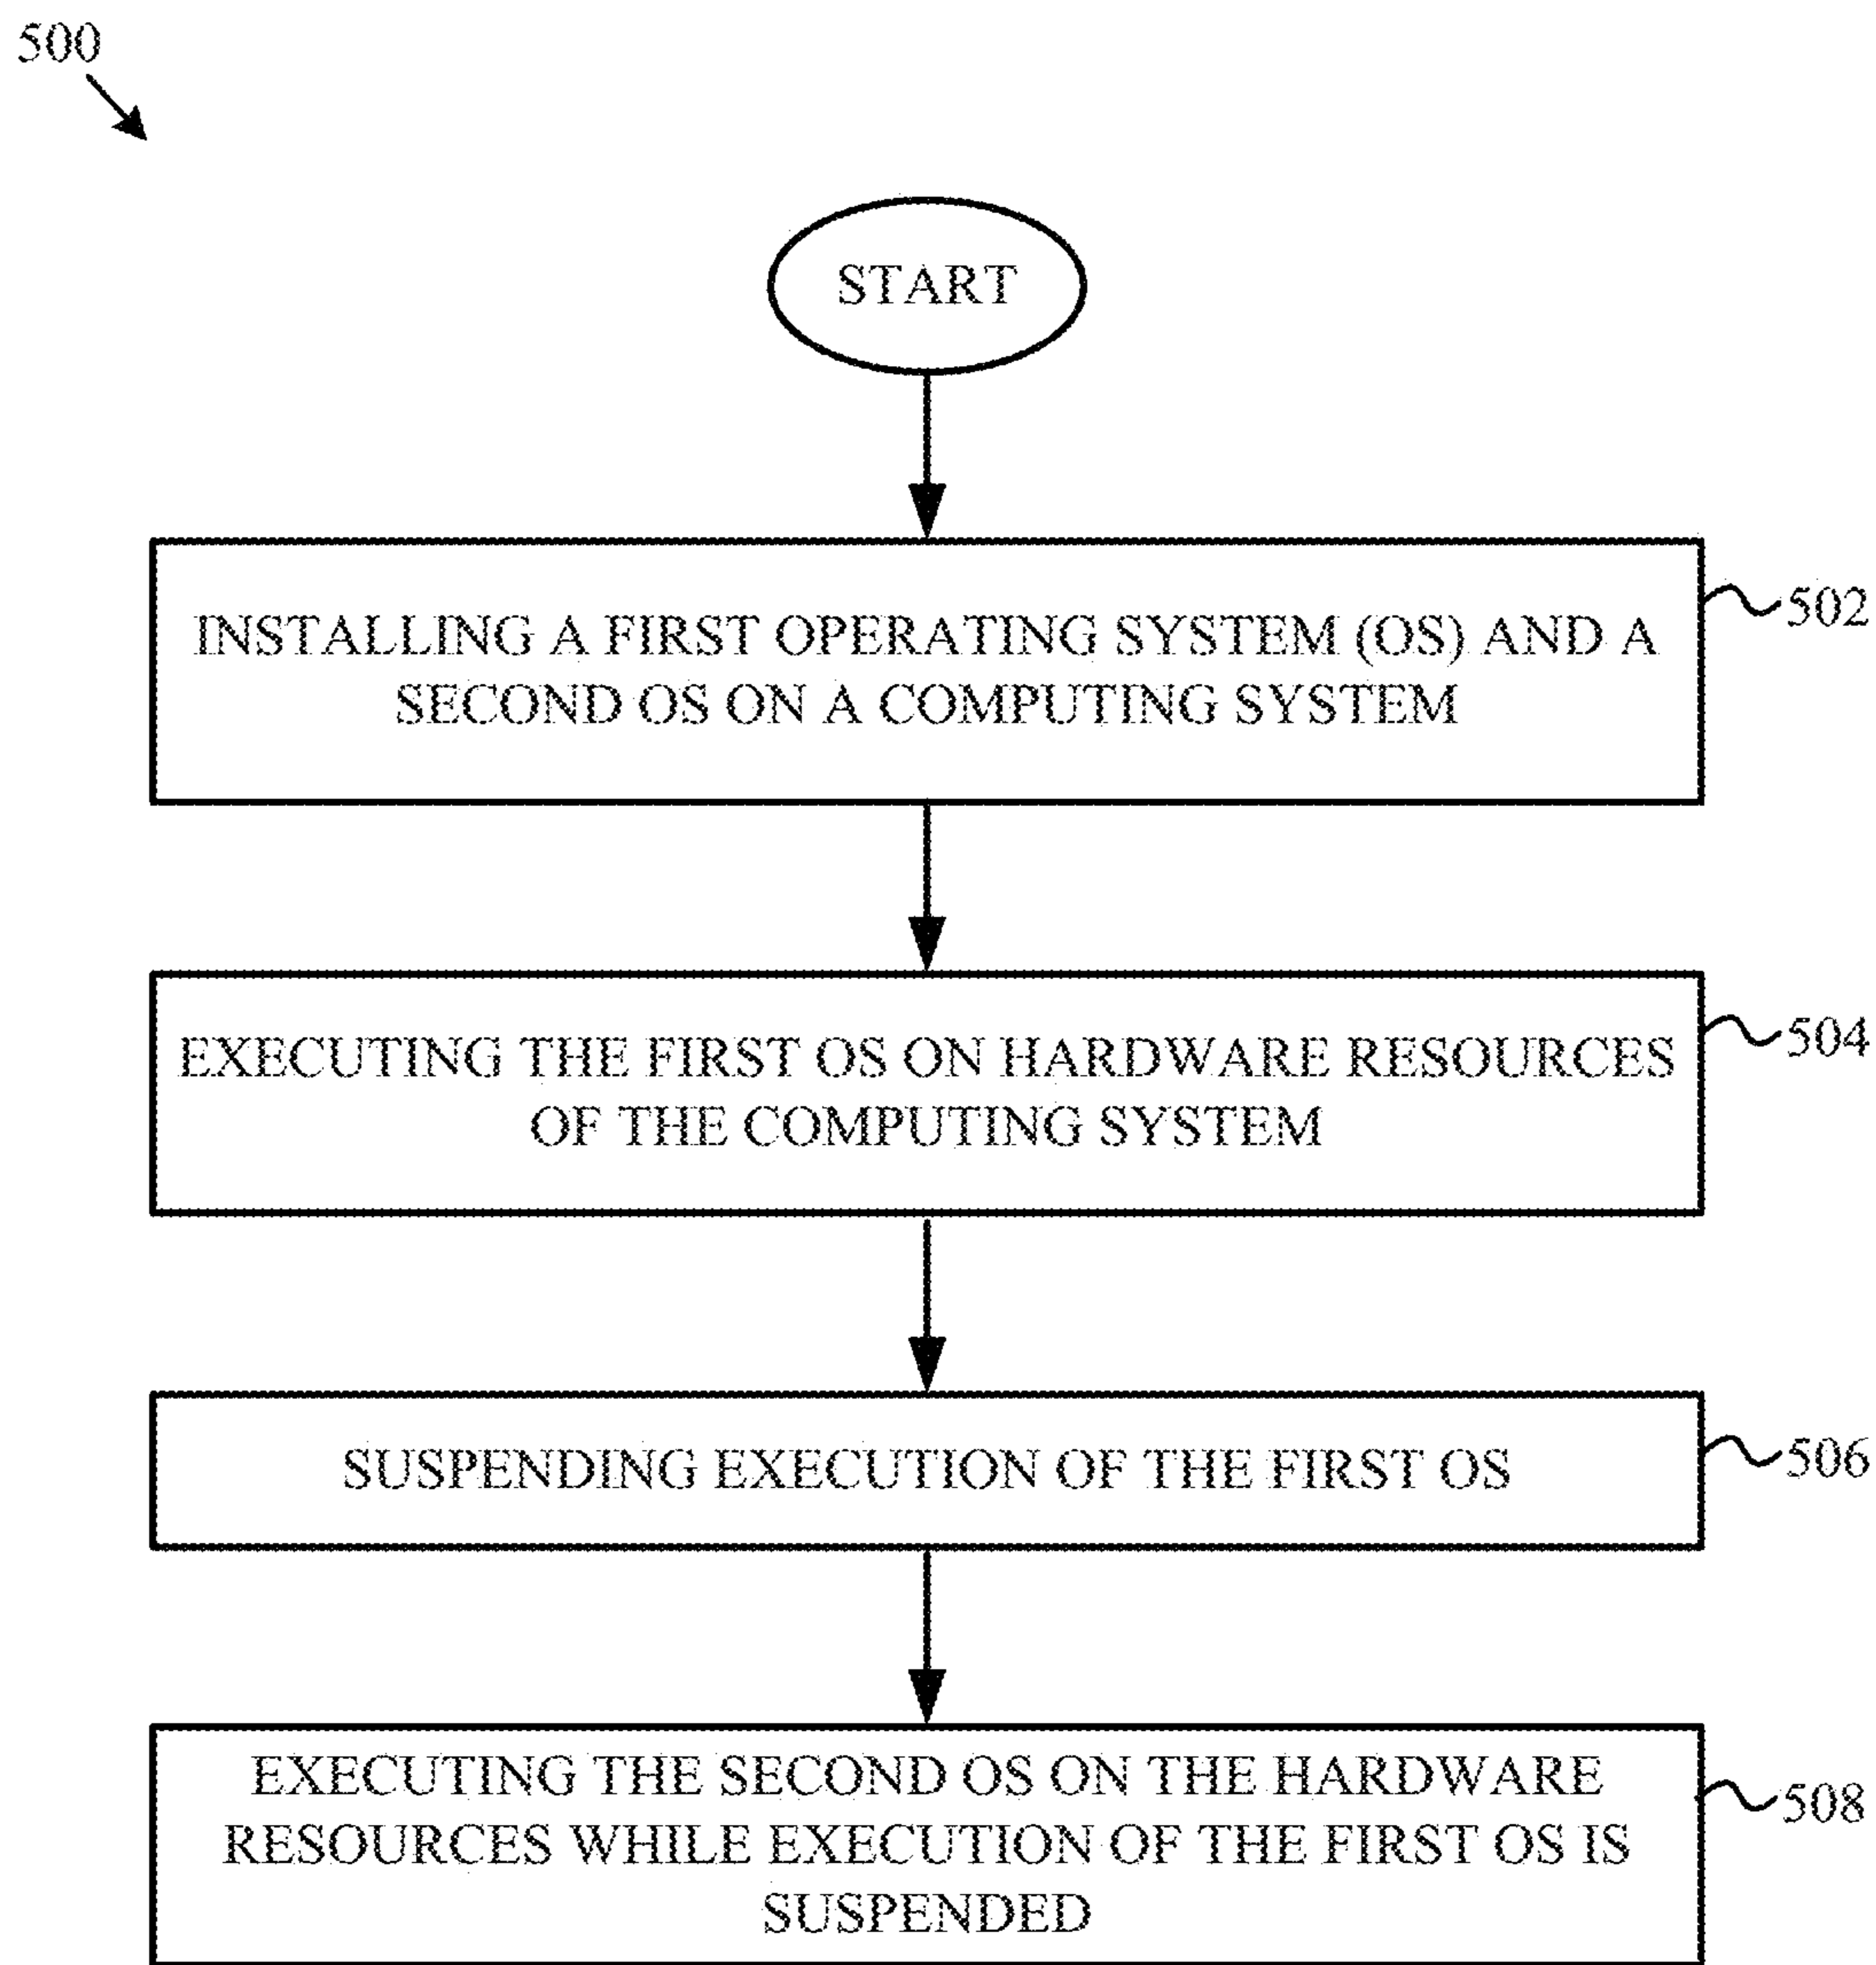 500
START
INSTALLING A FIRST OPERATING SYSTEM (OS) AND A
SECOND OS ON A COMPUTING SYSTEM
502
EXECUTING THE FIRST OS ON HARDWARE RESOURCES
OF THE COMPUTING SYSTEM
504
SUSPENDING EXECUTION OF THE FIRST OS
506
EXECUTING THE SECOND OS ON THE HARDWARE
RESOURCES WHILE EXECUTION OF THE FIRST OS IS
SUSPENDED
508